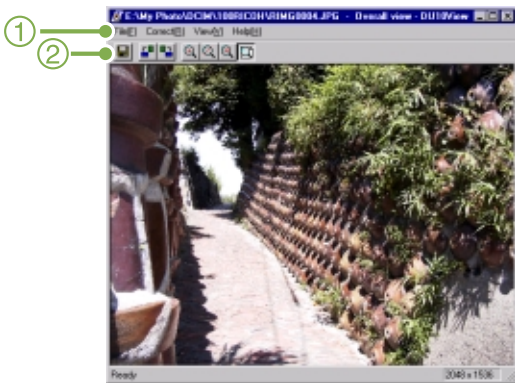 E:\My Photo\DCIM\100RICOH\RIMG0004.JPG - Overall view - DU10View
① File[F] Correct[R] View[V] Help[H]
②
Ready 2048 x 1536